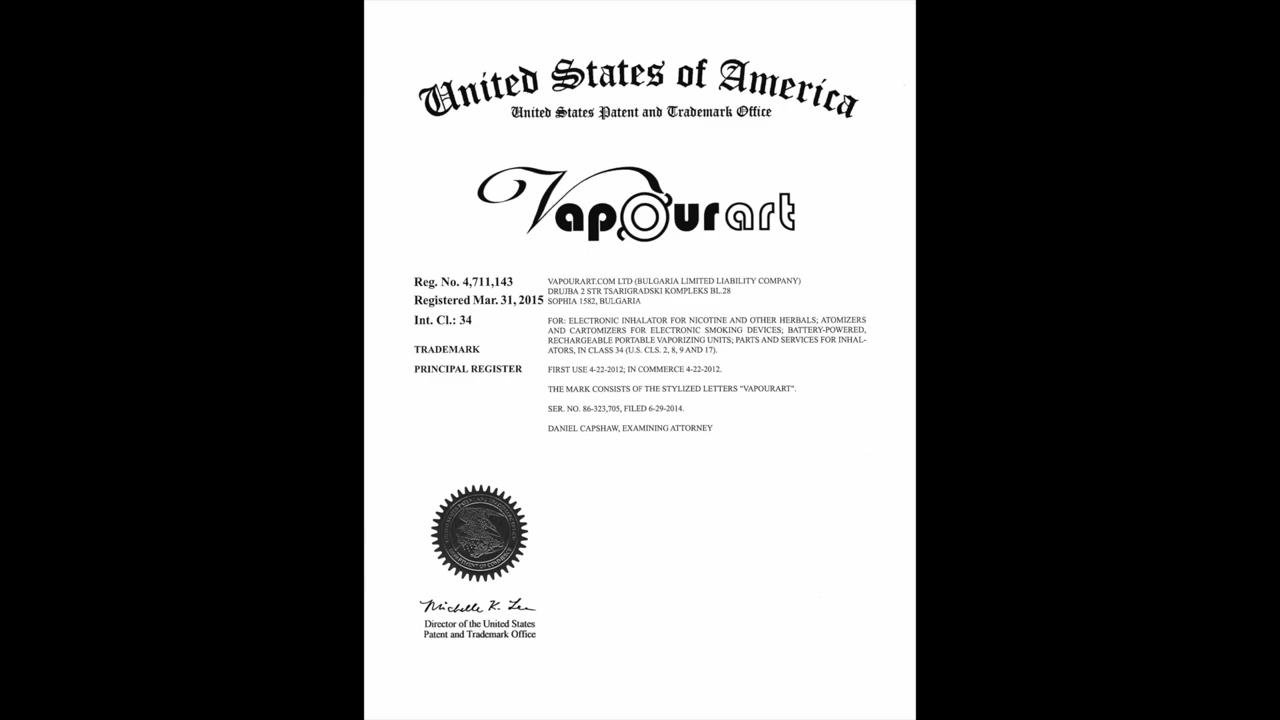 United States of America
United States Patent and Trademark Office
Vapourart
Reg. No. 4,711,143
Registered Mar. 31, 2015
Int. Cl.: 34
TRADEMARK
PRINCIPAL REGISTER
VAPOURART.COM LTD (BULGARIA LIMITED LIABILITY COMPANY)
DRUJBA 2 STR TSARIGRADSKI KOMPLEKS BL.28
SOPHIA 1582, BULGARIA
FOR: ELECTRONIC INHALATOR FOR NICOTINE AND OTHER HERBALS; ATOMIZERS
AND CARTOMIZERS FOR ELECTRONIC SMOKING DEVICES; BATTERY-POWERED,
RECHARGEABLE PORTABLE VAPORIZING UNITS; PARTS AND SERVICES FOR INHAL-
ATORS, IN CLASS 34 (U.S. CLS. 2, 8, 9 AND 17).
FIRST USE 4-22-2012; IN COMMERCE 4-22-2012.
THE MARK CONSISTS OF THE STYLIZED LETTERS "VAPOURART".
SER. NO. 86-323,705, FILED 6-29-2014.
DANIEL CAPSHAW, EXAMINING ATTORNEY
DEPARTMENT OF COMMERCE
Michelle K. Lee
Director of the United States
Patent and Trademark Office